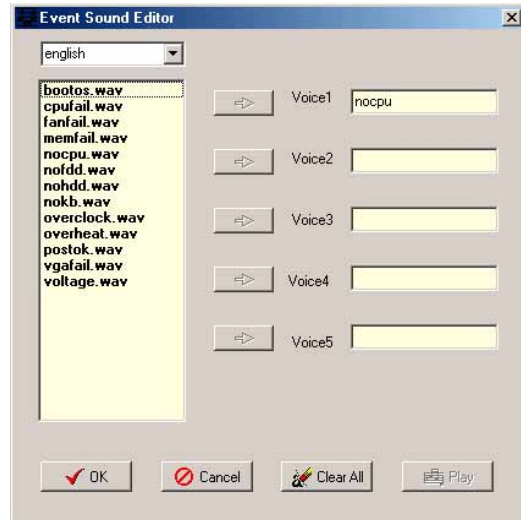 Event Sound Editor
english
bootos.wav
cpufail.wav
fanfail.wav
memfail.wav
nocpu.wav
nofdd.wav
nohdd.wav
nokb.wav
overclock.wav
overheat.wav
postok.wav
vgafail.wav
voltage.wav
Voice1
nocpu
Voice2
Voice3
Voice4
Voice5
OK
Cancel
Clear All
Play